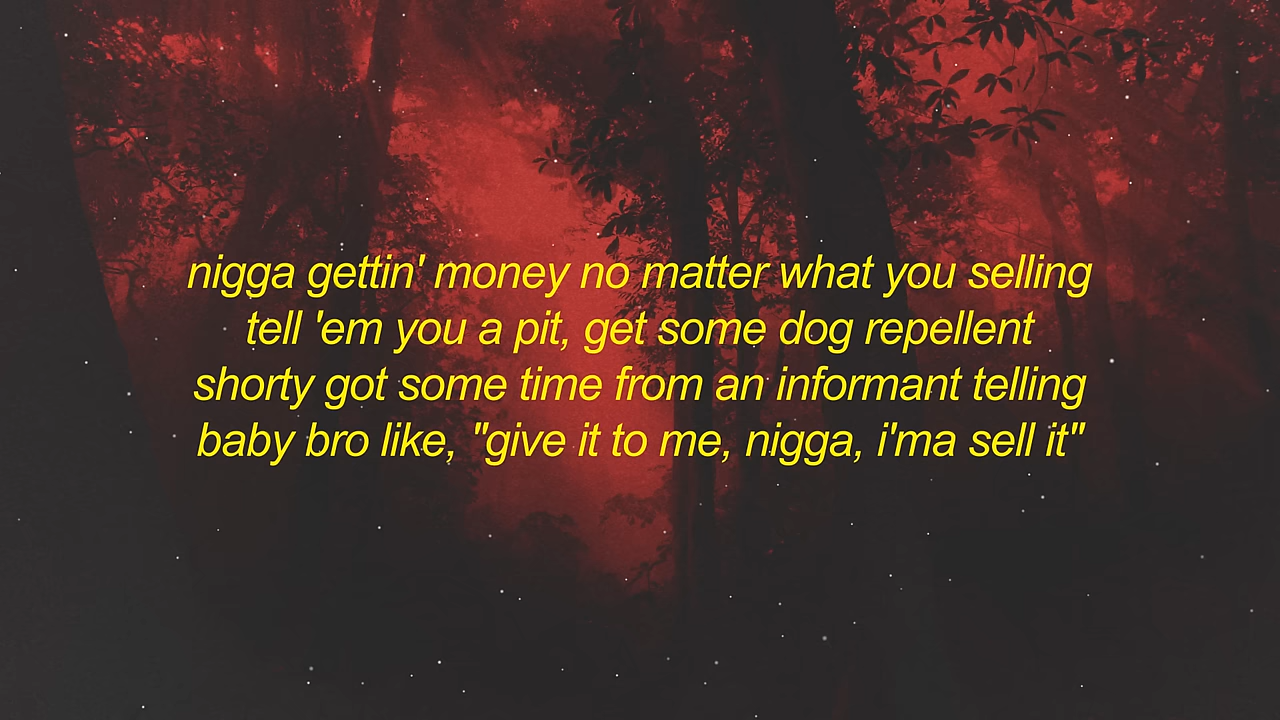 nigga gettin' money no matter what you selling
tell 'em you a pit, get some dog repellent
shorty got some time from an informant telling
baby bro like, "give it to me, nigga, i'ma sell it"